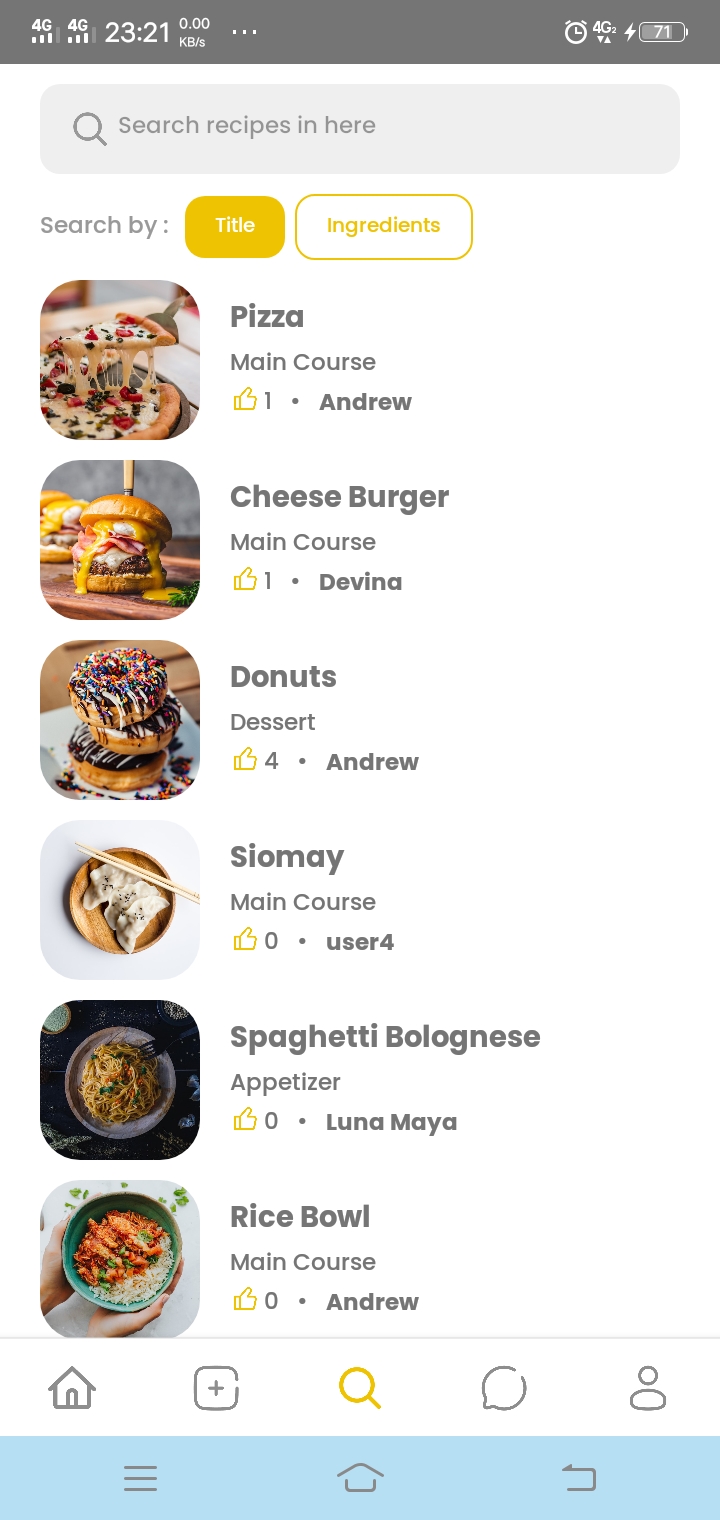 4G 4G 23:21 0.00 KB/s ... 4G2 71
Search recipes in here
Search by : Title Ingredients
Pizza
Main Course
1 • Andrew
Cheese Burger
Main Course
1 • Devina
Donuts
Dessert
4 • Andrew
Siomay
Main Course
0 • user4
Spaghetti Bolognese
Appetizer
0 • Luna Maya
Rice Bowl
Main Course
0 • Andrew